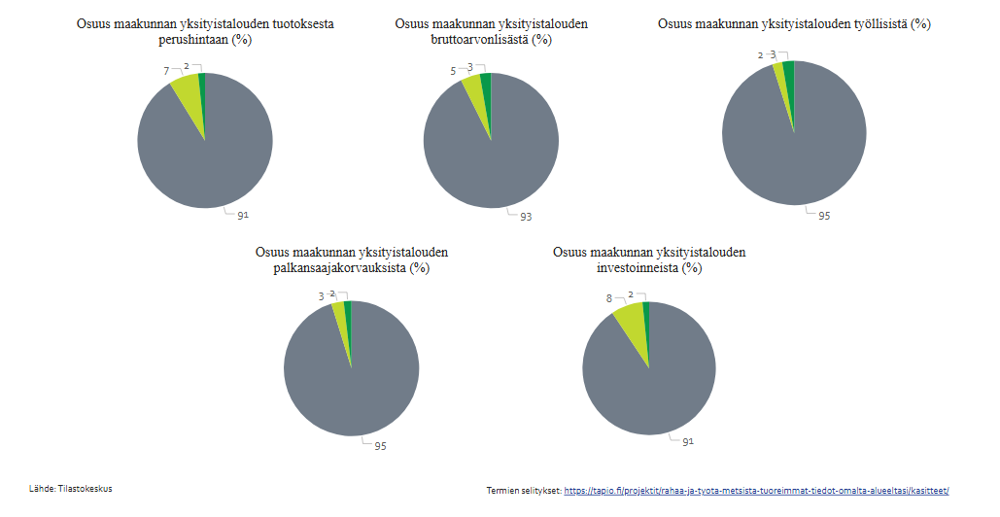 Osuus maakunnan yksityistalouden tuotoksesta
perushintaan (%)
7
2
91
Osuus maakunnan yksityistalouden
bruttoarvonlisästä (%)
5
3
93
Osuus maakunnan yksityistalouden työllisistä (%)
2
3
95
Osuus maakunnan yksityistalouden
palkansaajakorvauksista (%)
3
2
95
Osuus maakunnan yksityistalouden
investoinneista (%)
8
2
91
Lähde: Tilastokeskus
Termien selitykset: https://tapio.fi/projektit/rahaa-ja-tyota-metsista-tuoreimmat-tiedot-omalta-alueeltasi/kasitteet/